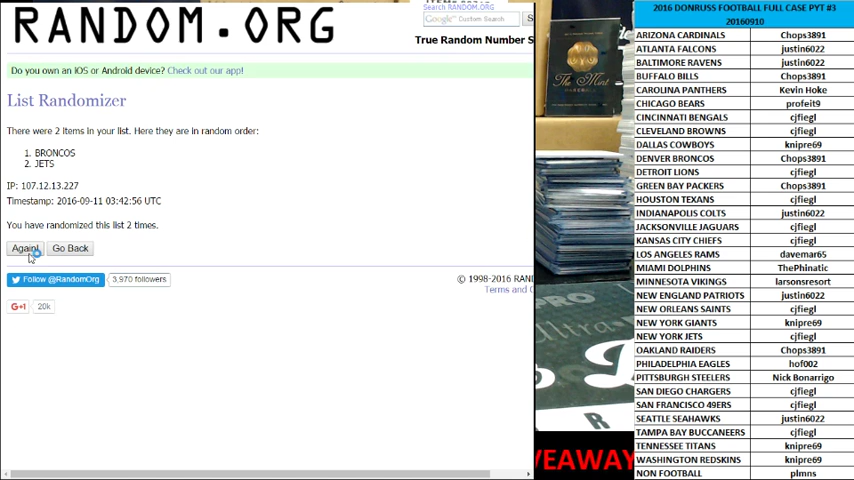 RANDOM.ORG
Search RANDOM.ORG
Google Custom Search
S
True Random Number S
Do you own an iOS or Android device? Check out our app!
List Randomizer
There were 2 items in your list. Here they are in random order:
1. BRONCOS
2. JETS
IP: 107.12.13.227
Timestamp: 2016-09-11 03:42:56 UTC
You have randomized this list 2 times.
Again! Go Back
Follow @RandomOrg 3,970 followers
© 1998-2016 RAND
Terms and C
G+1 20k
The Mint
PRO
Ultra
R
VEAWAY
2016 DONRUSS FOOTBALL FULL CASE PYT #3
20160910
ARIZONA CARDINALS Chops3891
ATLANTA FALCONS justin6022
BALTIMORE RAVENS justin6022
BUFFALO BILLS Chops3891
CAROLINA PANTHERS Kevin Hoke
CHICAGO BEARS profeit9
CINCINNATI BENGALS cjfiegl
CLEVELAND BROWNS cjfiegl
DALLAS COWBOYS knipre69
DENVER BRONCOS Chops3891
DETROIT LIONS cjfiegl
GREEN BAY PACKERS Chops3891
HOUSTON TEXANS cjfiegl
INDIANAPOLIS COLTS justin6022
JACKSONVILLE JAGUARS cjfiegl
KANSAS CITY CHIEFS cjfiegl
LOS ANGELES RAMS davemar65
MIAMI DOLPHINS ThePhinatic
MINNESOTA VIKINGS larsonsresort
NEW ENGLAND PATRIOTS justin6022
NEW ORLEANS SAINTS cjfiegl
NEW YORK GIANTS knipre69
NEW YORK JETS cjfiegl
OAKLAND RAIDERS Chops3891
PHILADELPHIA EAGLES hof002
PITTSBURGH STEELERS Nick Bonarrigo
SAN DIEGO CHARGERS cjfiegl
SAN FRANCISCO 49ERS cjfiegl
SEATTLE SEAHAWKS justin6022
TAMPA BAY BUCCANEERS cjfiegl
TENNESSEE TITANS knipre69
WASHINGTON REDSKINS knipre69
NON FOOTBALL plmns